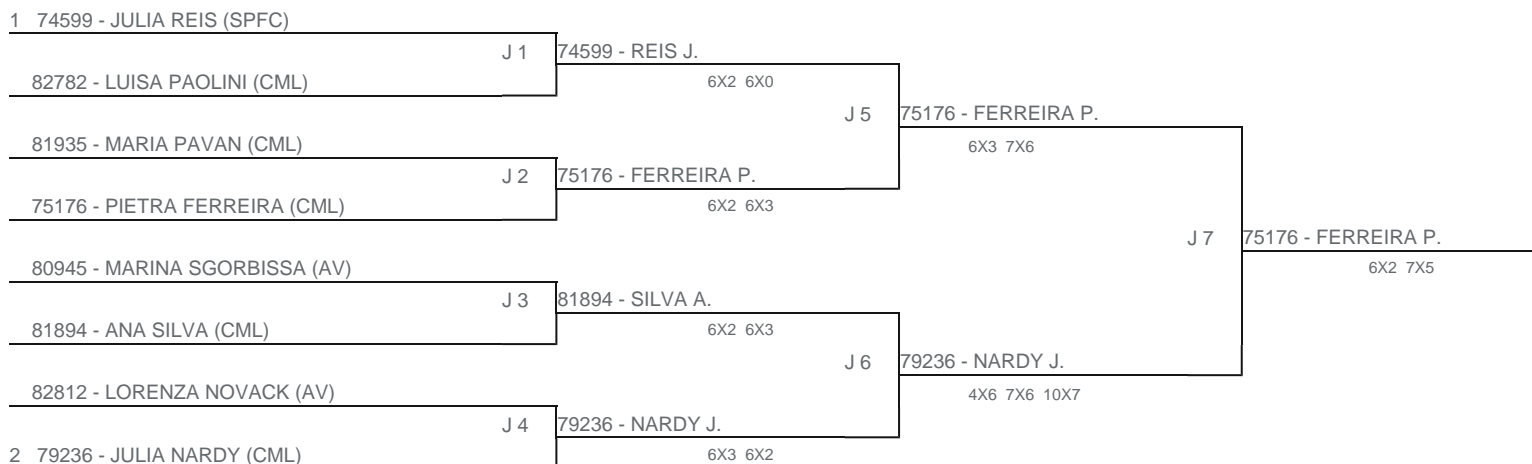 1 74599 - JULIA REIS (SPFC)
J 1 74599 - REIS J.
82782 - LUISA PAOLINI (CML)
6X2 6X0
J 5 75176 - FERREIRA P.
81935 - MARIA PAVAN (CML)
6X3 7X6
J 2 75176 - FERREIRA P.
75176 - PIETRA FERREIRA (CML)
6X2 6X3
J 7 75176 - FERREIRA P.
80945 - MARINA SGORBISSA (AV)
6X2 7X5
J 3 81894 - SILVA A.
81894 - ANA SILVA (CML)
6X2 6X3
J 6 79236 - NARDY J.
82812 - LORENZA NOVACK (AV)
4X6 7X6 10X7
J 4 79236 - NARDY J.
2 79236 - JULIA NARDY (CML)
6X3 6X2